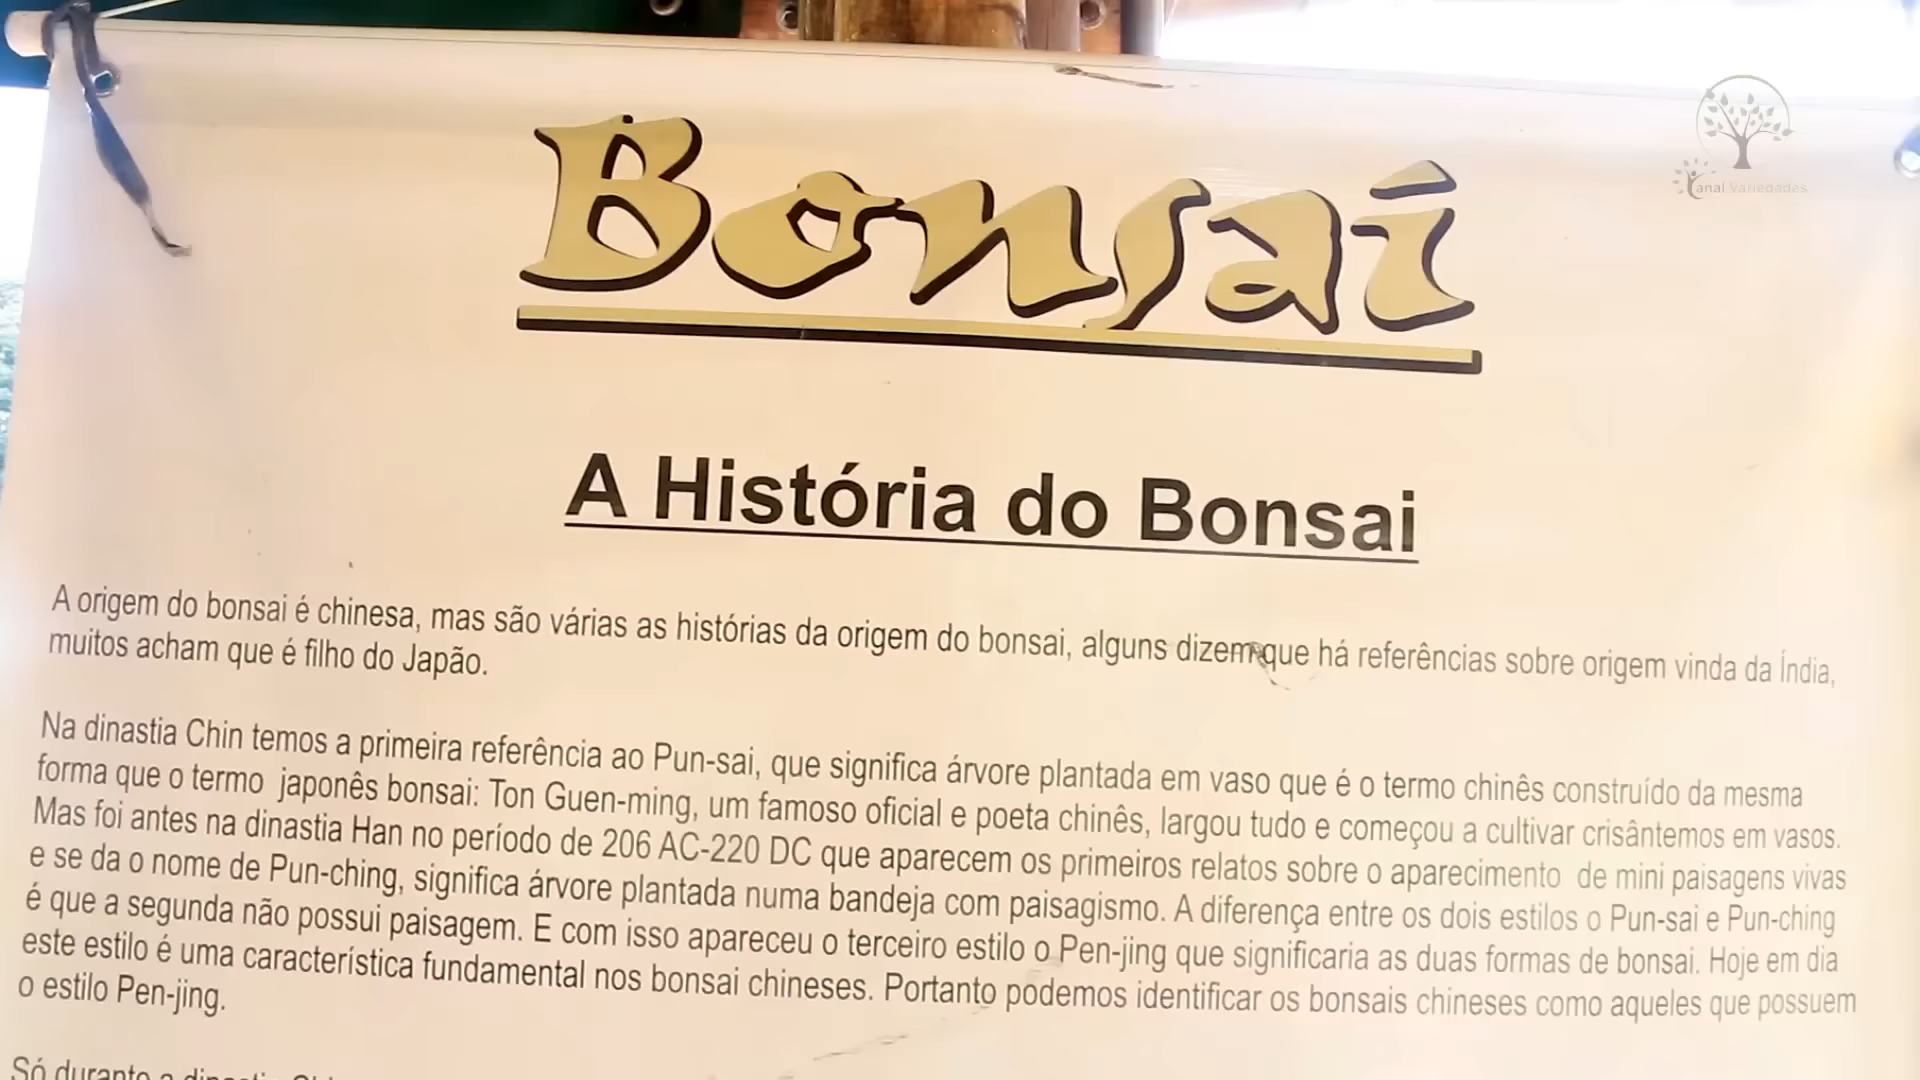 Bonsai
Canal Variedades
A História do Bonsai
A origem do bonsai é chinesa, mas são várias as histórias da origem do bonsai, alguns dizem que há referências sobre origem vinda da Índia,
muitos acham que é filho do Japão.
Na dinastia Chin temos a primeira referência ao Pun-sai, que significa árvore plantada em vaso que é o termo chinês construído da mesma
forma que o termo japonês bonsai: Ton Guen-ming, um famoso oficial e poeta chinês, largou tudo e começou a cultivar crisântemos em vasos.
Mas foi antes na dinastia Han no período de 206 AC-220 DC que aparecem os primeiros relatos sobre o aparecimento de mini paisagens vivas
e se da o nome de Pun-ching, significa árvore plantada numa bandeja com paisagismo. A diferença entre os dois estilos o Pun-sai e Pun-ching
é que a segunda não possui paisagem. E com isso apareceu o terceiro estilo o Pen-jing que significaria as duas formas de bonsai. Hoje em dia
este estilo é uma característica fundamental nos bonsai chineses. Portanto podemos identificar os bonsais chineses como aqueles que possuem
o estilo Pen-jing.
Só durante a